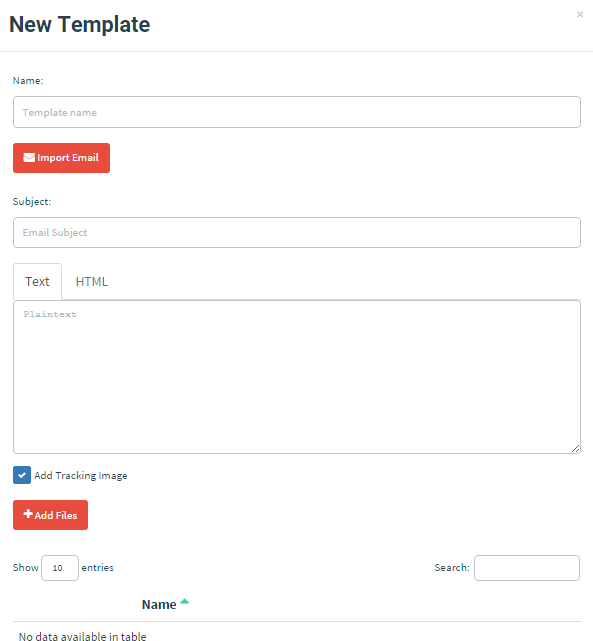 New Template
×
Name:
Template name
Import Email
Subject:
Email Subject
Text HTML
Plaintext
Add Tracking Image
Add Files
Show 10 entries Search:
Name
No data available in table